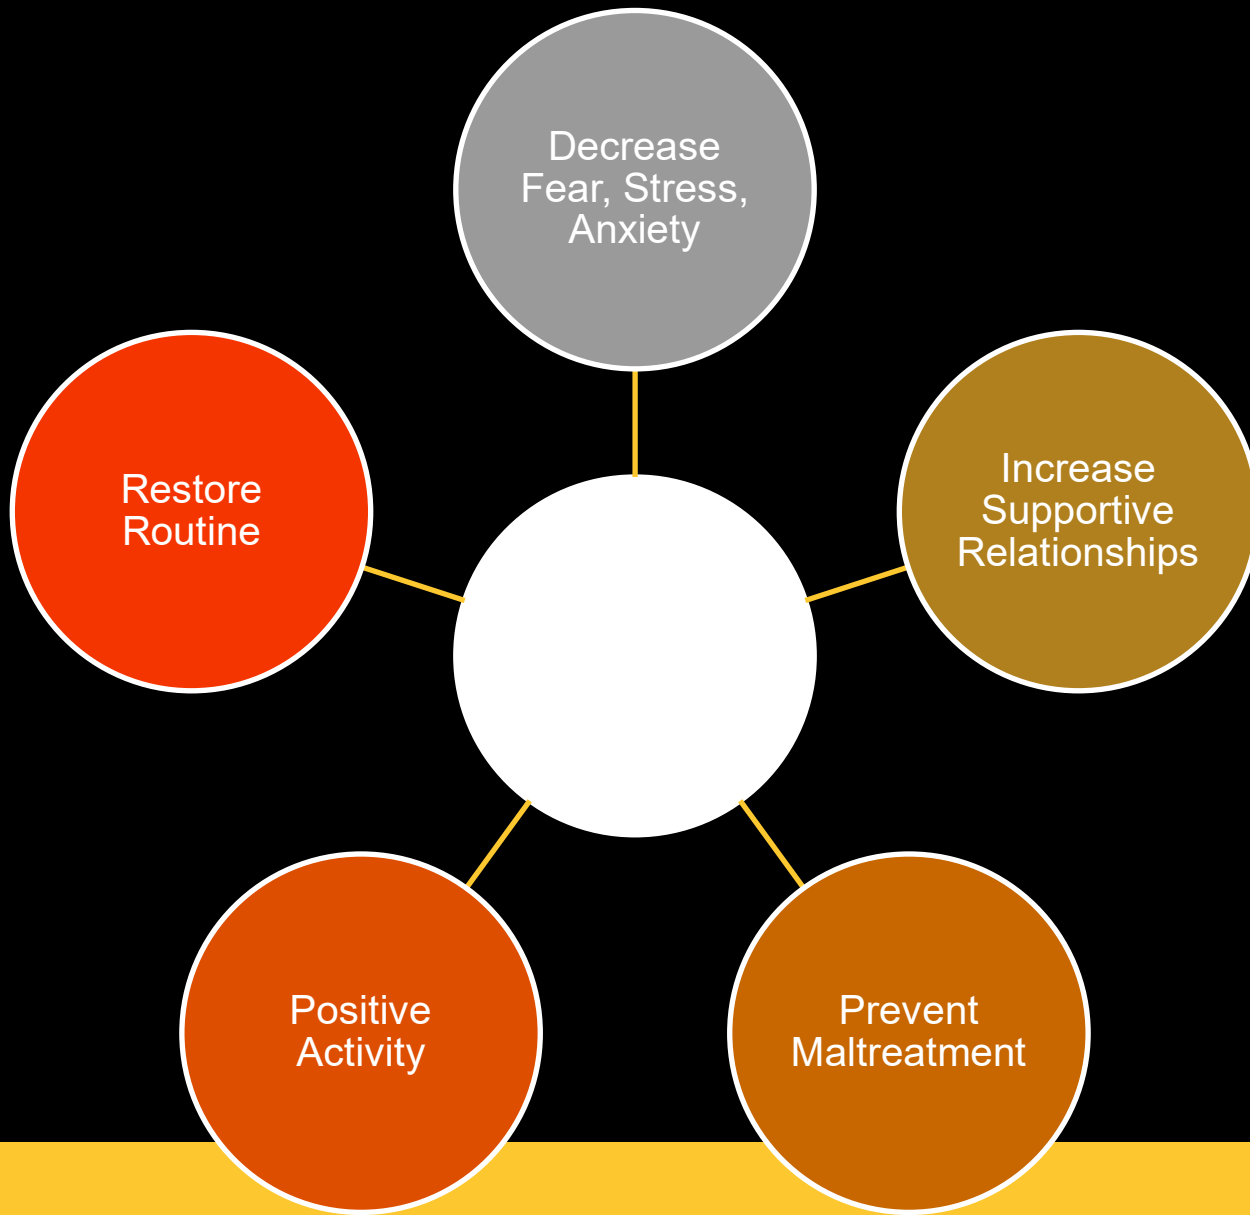 Decrease
Fear, Stress,
Anxiety
Increase
Supportive
Relationships
Prevent
Maltreatment
Positive
Activity
Restore
Routine